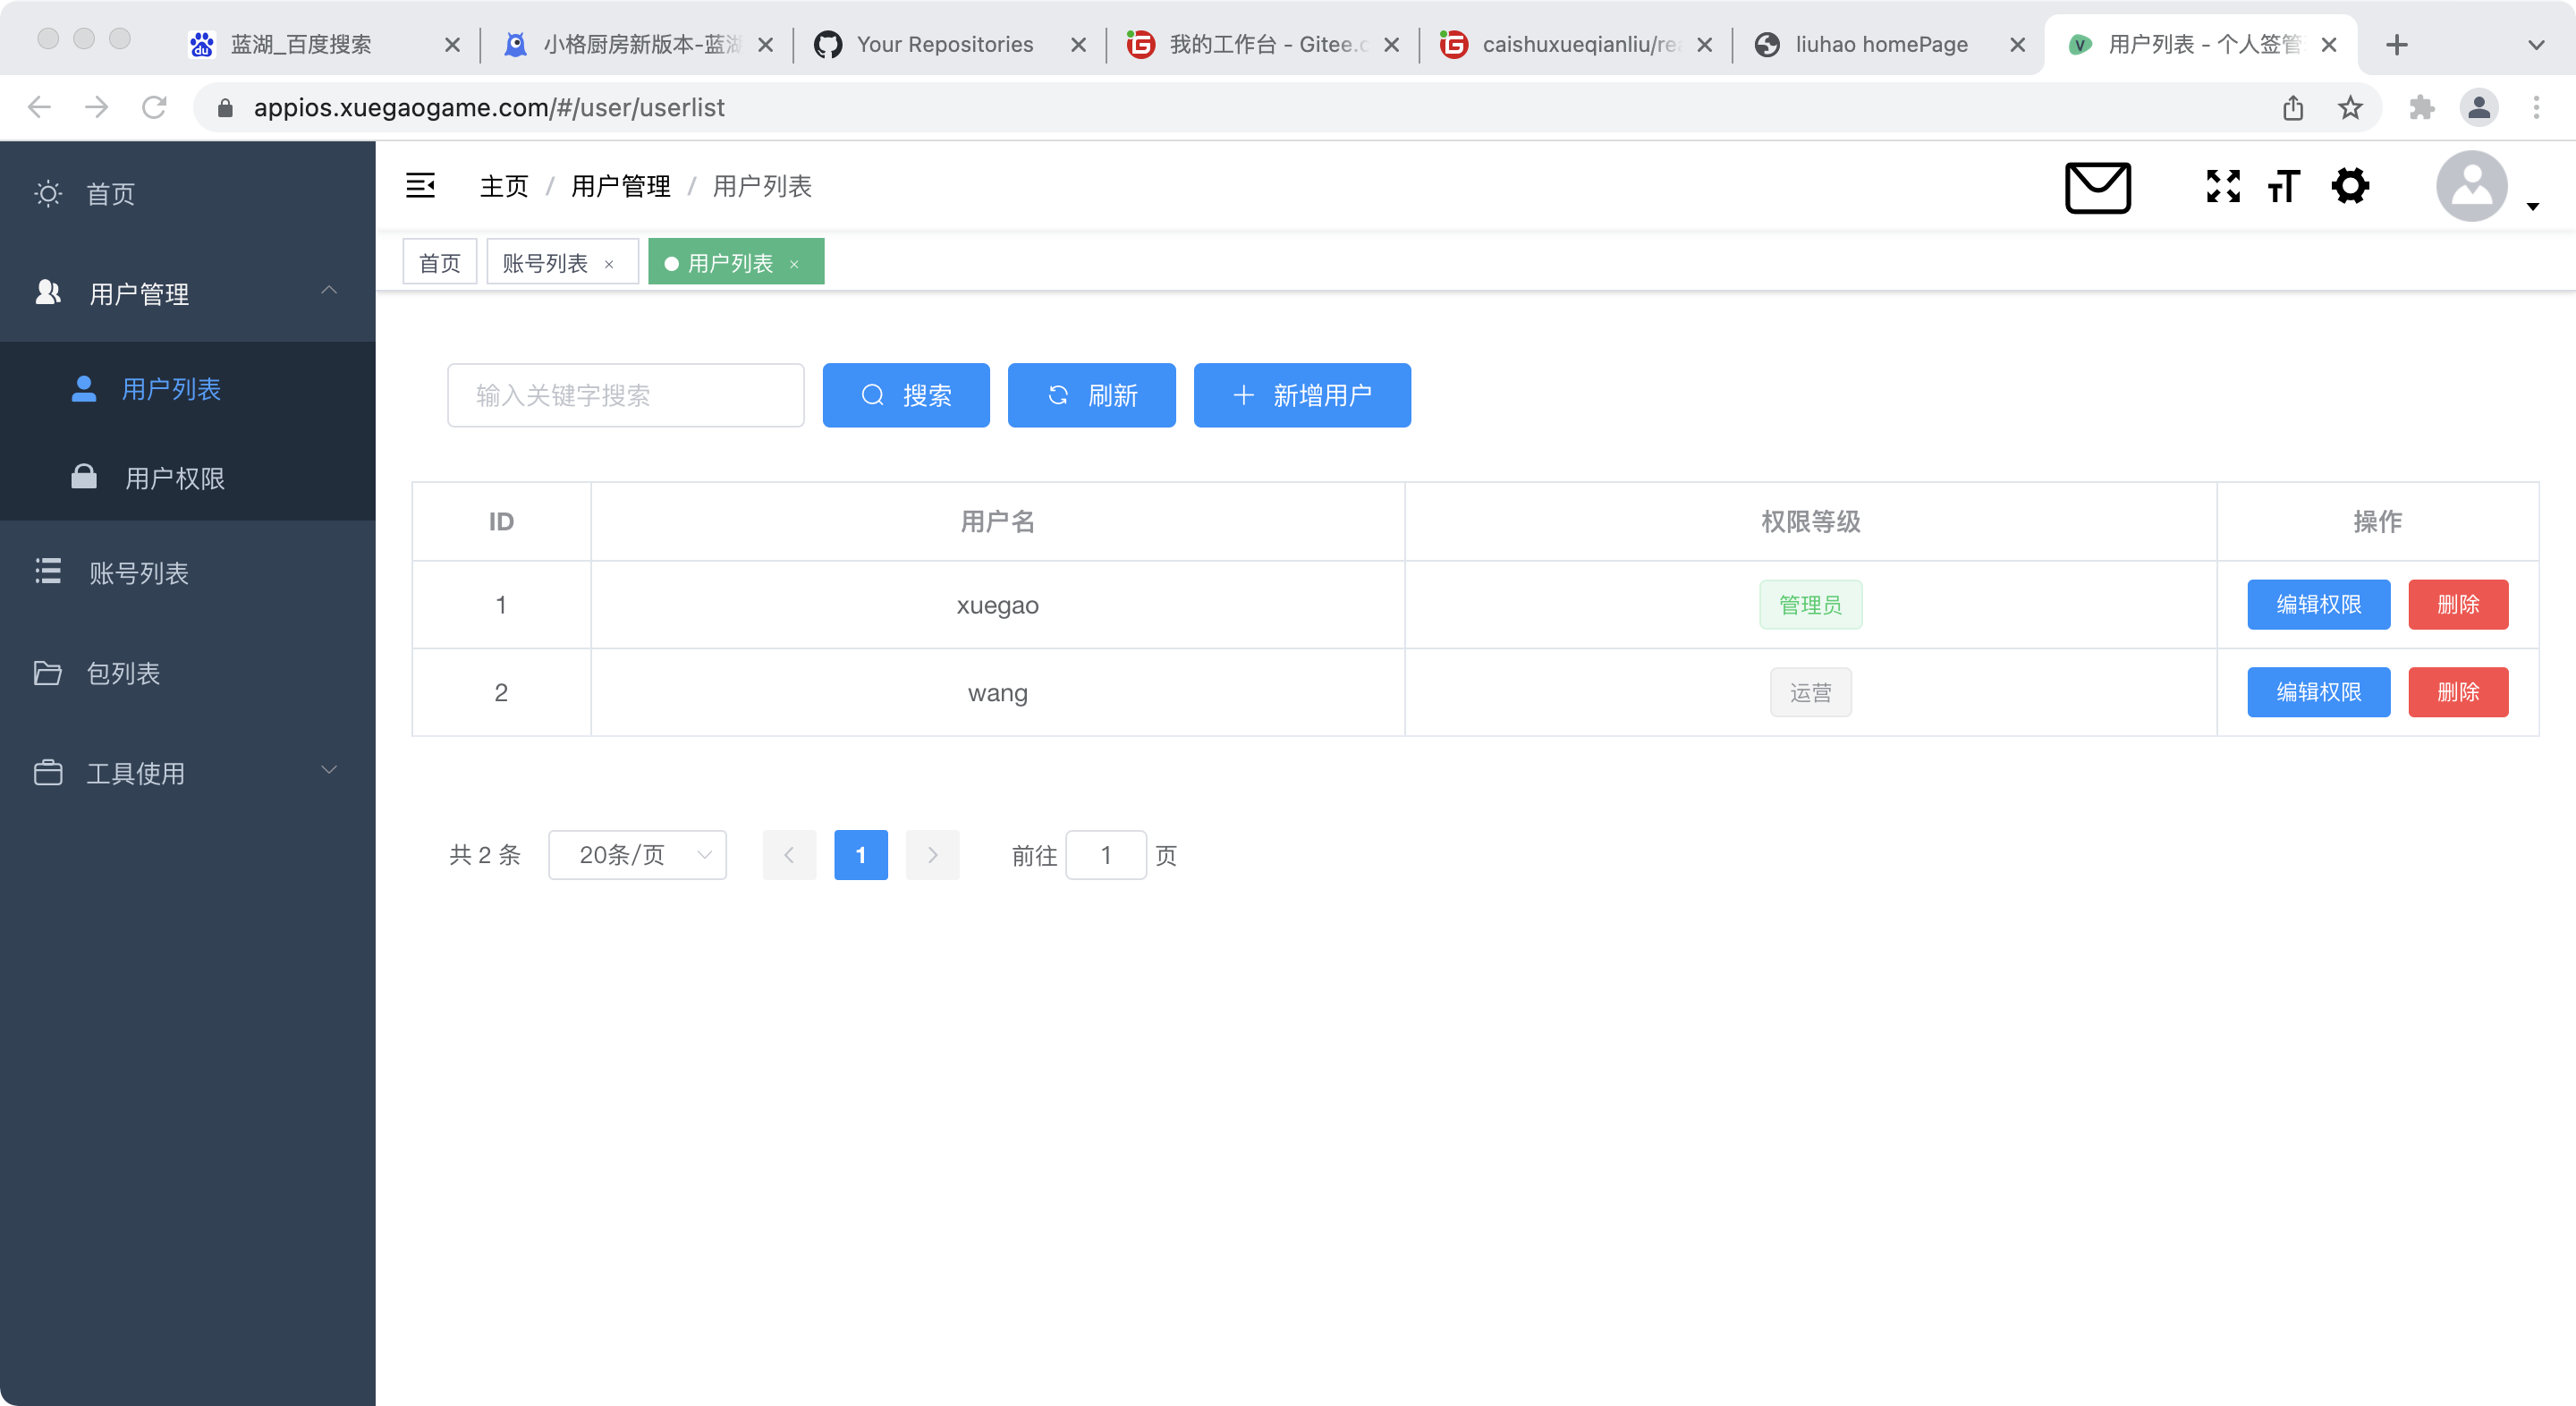 蓝湖_百度搜索
小格厨房新版本-蓝湖
Your Repositories
我的工作台 - Gitee.c
caishuxueqianliu/rea
liuhao homePage
用户列表 - 个人签管
appios.xuegaogame.com/#/user/userlist
首页
用户管理
用户列表
用户权限
账号列表
包列表
工具使用
主页 / 用户管理 / 用户列表
首页 账号列表 用户列表
输入关键字搜索 搜索 刷新 新增用户
ID 用户名 权限等级 操作
1 xuegao 管理员 编辑权限 删除
2 wang 运营 编辑权限 删除
共 2 条 20条/页 1 前往 1 页